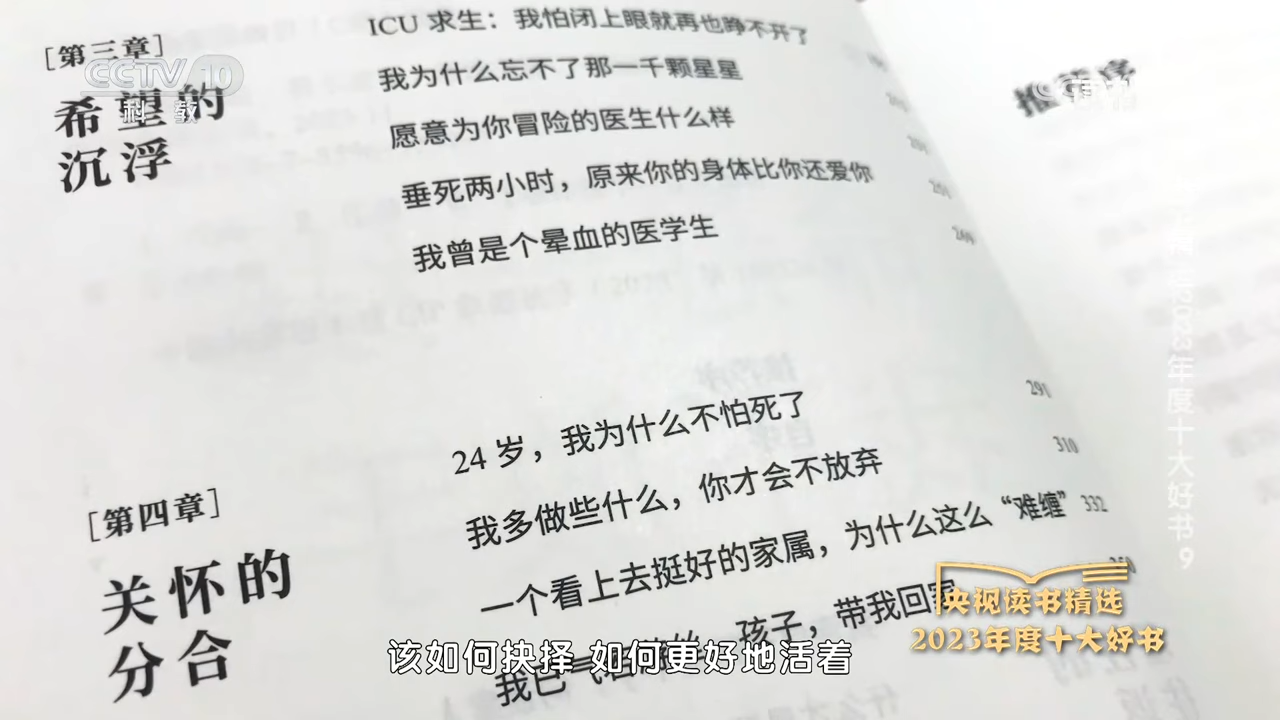 CCTV 10
科教
[第三章]
希望的
沉浮
ICU 求生：我怕闭上眼就再也睁不开了
我为什么忘不了那一千颗星星
愿意为你冒险的医生什么样
垂死两小时，原来你的身体比你还爱你
我曾是个晕血的医学生
269
[第四章]
关怀的
分合
24 岁，我为什么不怕死了 291
我多做些什么，你才会不放弃 310
一个看上去挺好的家属，为什么这么“难缠” 332
孩子，带我回家
央视读书精选
2023年度十大好书
2023年度十大好书 9
该如何抉择 如何更好地活着